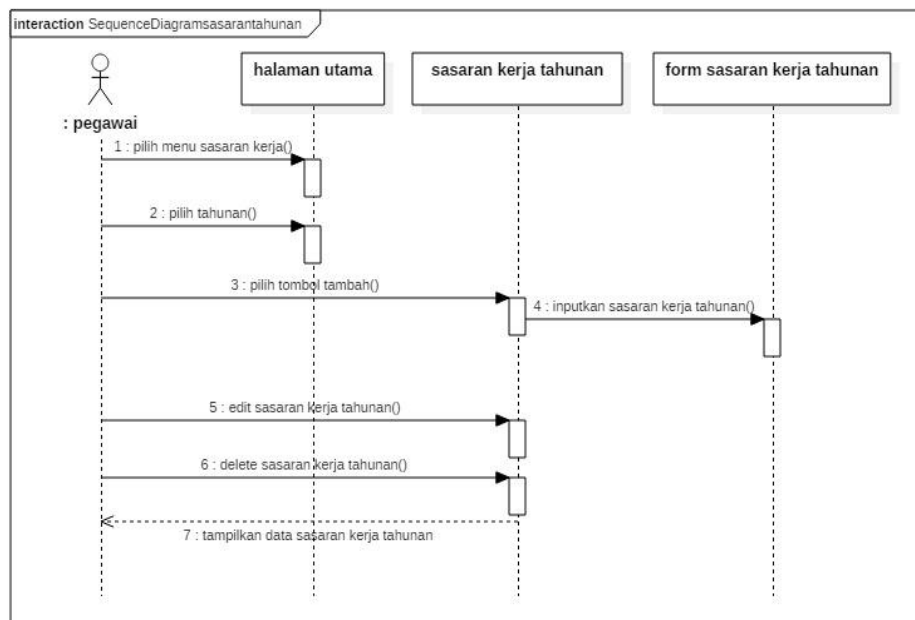 interaction SequenceDiagramsasarantahunan
halaman utama
sasaran kerja tahunan
form sasaran kerja tahunan
: pegawai
1 : pilih menu sasaran kerja()
2 : pilih tahunan()
3 : pilih tombol tambah()
4 : inputkan sasaran kerja tahunan()
5 : edit sasaran kerja tahunan()
6 : delete sasaran kerja tahunan()
7 : tampilkan data sasaran kerja tahunan